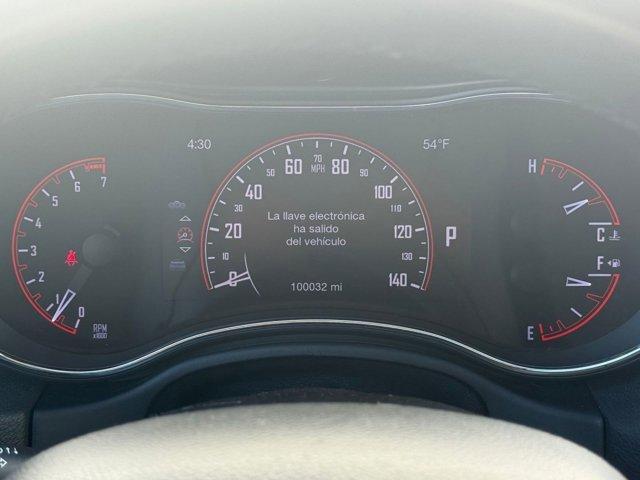 4:30
54°F
0 1 2 3 4 5 6 7
RPM
x1000
0 10 20 30 40 50 60 70 80 90 100 110 120 130 140
MPH
La llave electrónica
ha salido
del vehículo
100032 mi
P
H
C
F
E